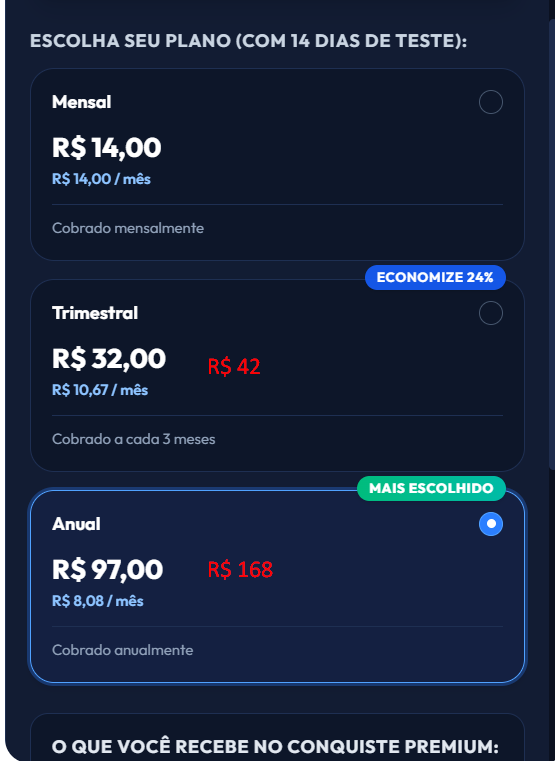 ESCOLHA SEU PLANO (COM 14 DIAS DE TESTE):
Mensal
R$ 14,00
R$ 14,00 / mês
Cobrado mensalmente
ECONOMIZE 24%
Trimestral
R$ 32,00 R$ 42
R$ 10,67 / mês
Cobrado a cada 3 meses
MAIS ESCOLHIDO
Anual
R$ 97,00 R$ 168
R$ 8,08 / mês
Cobrado anualmente
O QUE VOCÊ RECEBE NO CONQUISTE PREMIUM: